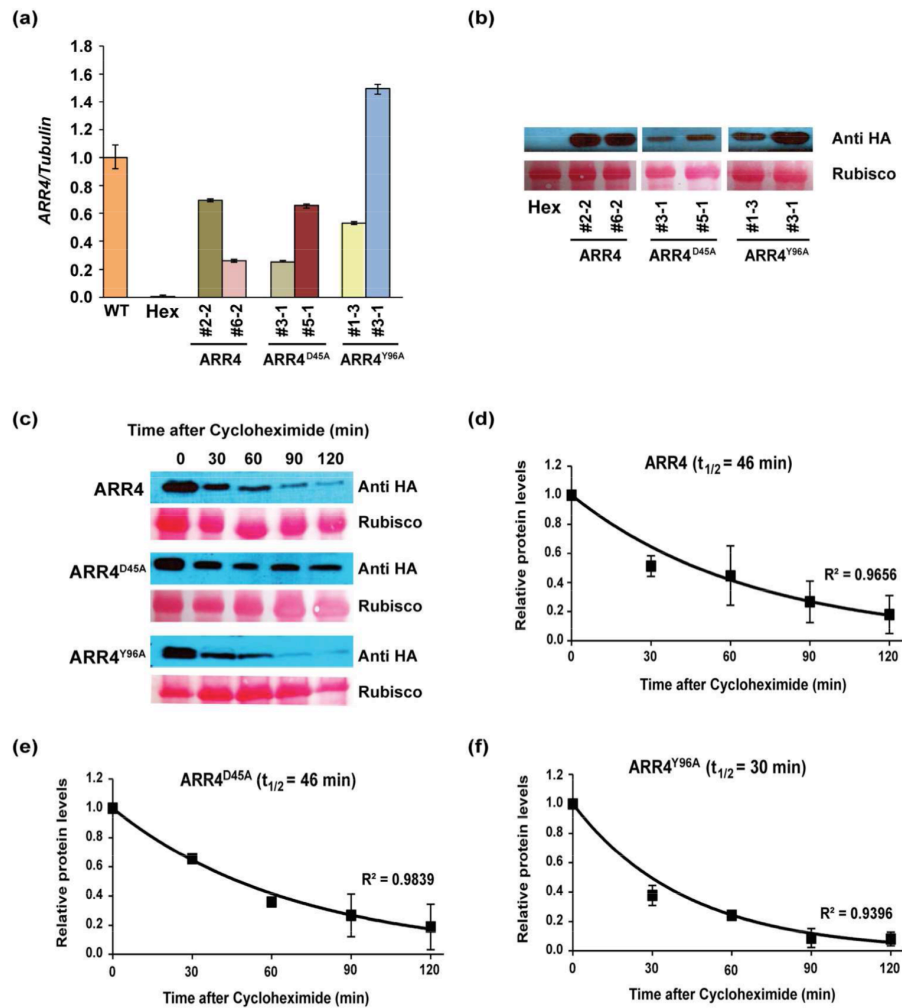 (a)
1.8
1.6
1.4
1.2
1.0
0.8
0.6
0.4
0.2
0.0
ARR4/Tubulin
WT
Hex
#2-2
#6-2
#3-1
#5-1
#1-3
#3-1
ARR4
ARR4D45A
ARR4Y96A
(b)
Anti HA
Rubisco
Hex
#2-2
#6-2
#3-1
#5-1
#1-3
#3-1
ARR4
ARR4D45A
ARR4Y96A
(c)
Time after Cycloheximide (min)
0 30 60 90 120
ARR4
Anti HA
Rubisco
ARR4D45A
Anti HA
Rubisco
ARR4Y96A
Anti HA
Rubisco
(d)
ARR4 (t1/2 = 46 min)
Relative protein levels
1.2
1.0
0.8
0.6
0.4
0.2
0.0
R² = 0.9656
0 30 60 90 120
Time after Cycloheximide (min)
(e)
ARR4D45A (t1/2 = 46 min)
Relative protein levels
1.2
1.0
0.8
0.6
0.4
0.2
0.0
R² = 0.9839
0 30 60 90 120
Time after Cycloheximide (min)
(f)
ARR4Y96A (t1/2 = 30 min)
Relative protein levels
1.2
1.0
0.8
0.6
0.4
0.2
0.0
R² = 0.9396
0 30 60 90 120
Time after Cycloheximide (min)